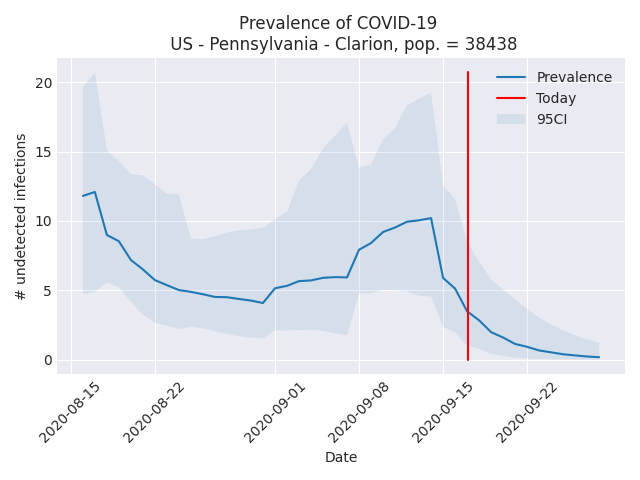 Prevalence of COVID-19
US - Pennsylvania - Clarion, pop. = 38438
Prevalence
Today
95CI
# undetected infections
20
15
10
5
0
2020-08-15
2020-08-22
2020-09-01
2020-09-08
2020-09-15
2020-09-22
Date